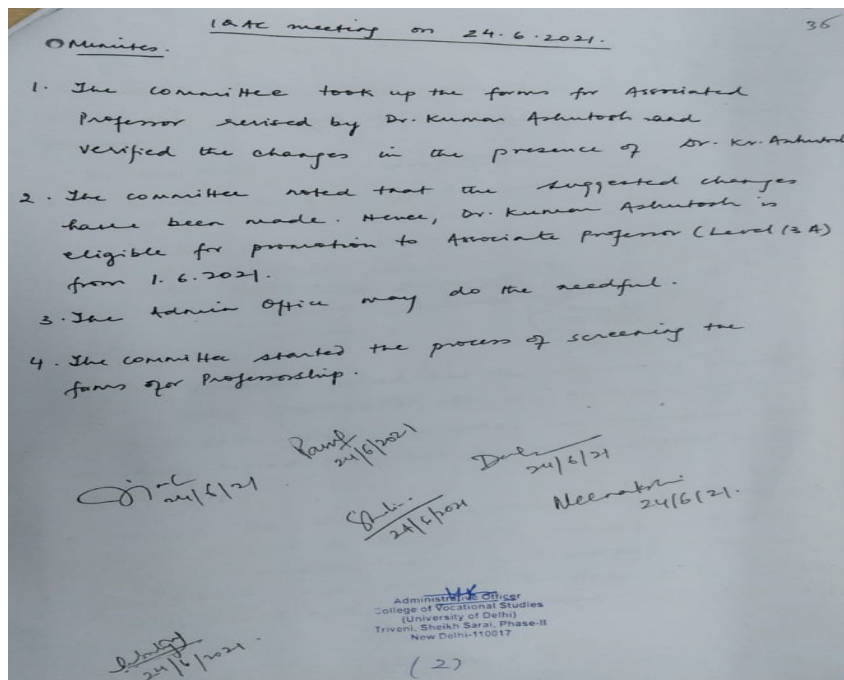 IQAC meeting on 24.6.2021.
36
Minutes.
1. The committee took up the forms for Associated
Professor revised by Dr. Kumar Ashutosh and
verified the changes in the presence of Dr. Kr. Ashutosh
2. The committee noted that the suggested changes
have been made. Hence, Dr. Kumar Ashutosh is
eligible for promotion to Associate Professor (Level 13A)
from 1.6.2021.
3. The Admin Office may do the needful.
4. The committee started the process of screening the
forms for Professorship.
24/6/2021
24/6/21
24/6/21
24/6/2021
Meenakshi
24/6/21.
Administrative Officer
College of Vocational Studies
(University of Delhi)
Triveni, Sheikh Sarai, Phase-II
New Delhi-110017
24/6/2021.
(2)